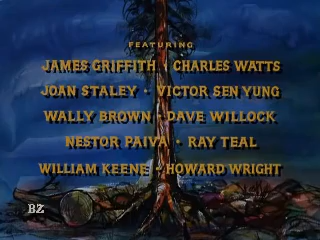 FEATURING
JAMES GRIFFITH · CHARLES WATTS
JOAN STALEY · VICTOR SEN YUNG
WALLY BROWN · DAVE WILLOCK
NESTOR PAIVA · RAY TEAL
WILLIAM KEENE · HOWARD WRIGHT
BZ